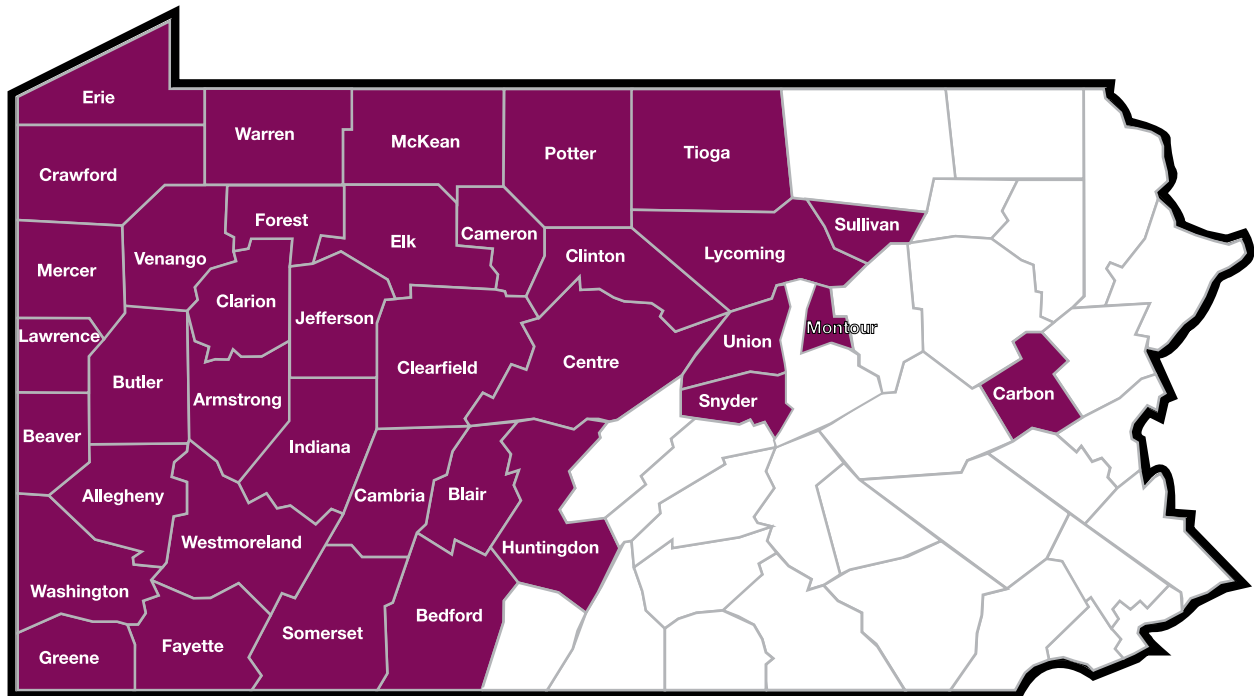 Erie
Warren
McKean
Potter
Tioga
Crawford
Forest
Sullivan
Cameron
Elk
Lycoming
Clinton
Venango
Mercer
Clarion
Jefferson
Montour
Lawrence
Union
Centre
Clearfield
Butler
Carbon
Armstrong
Snyder
Beaver
Indiana
Allegheny
Cambria
Blair
Westmoreland
Huntingdon
Washington
Bedford
Somerset
Fayette
Greene